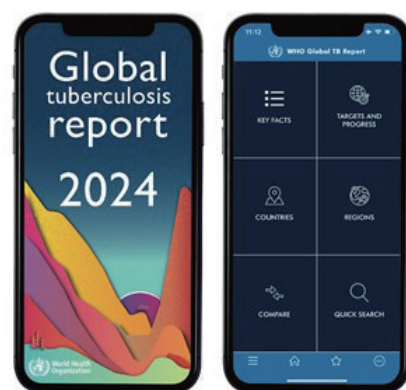 Global
tuberculosis
report
2024
World Health
Organization
11:12
WHO Global TB Report
KEY FACTS
TARGETS AND
PROGRESS
COUNTRIES
REGIONS
COMPARE
QUICK SEARCH